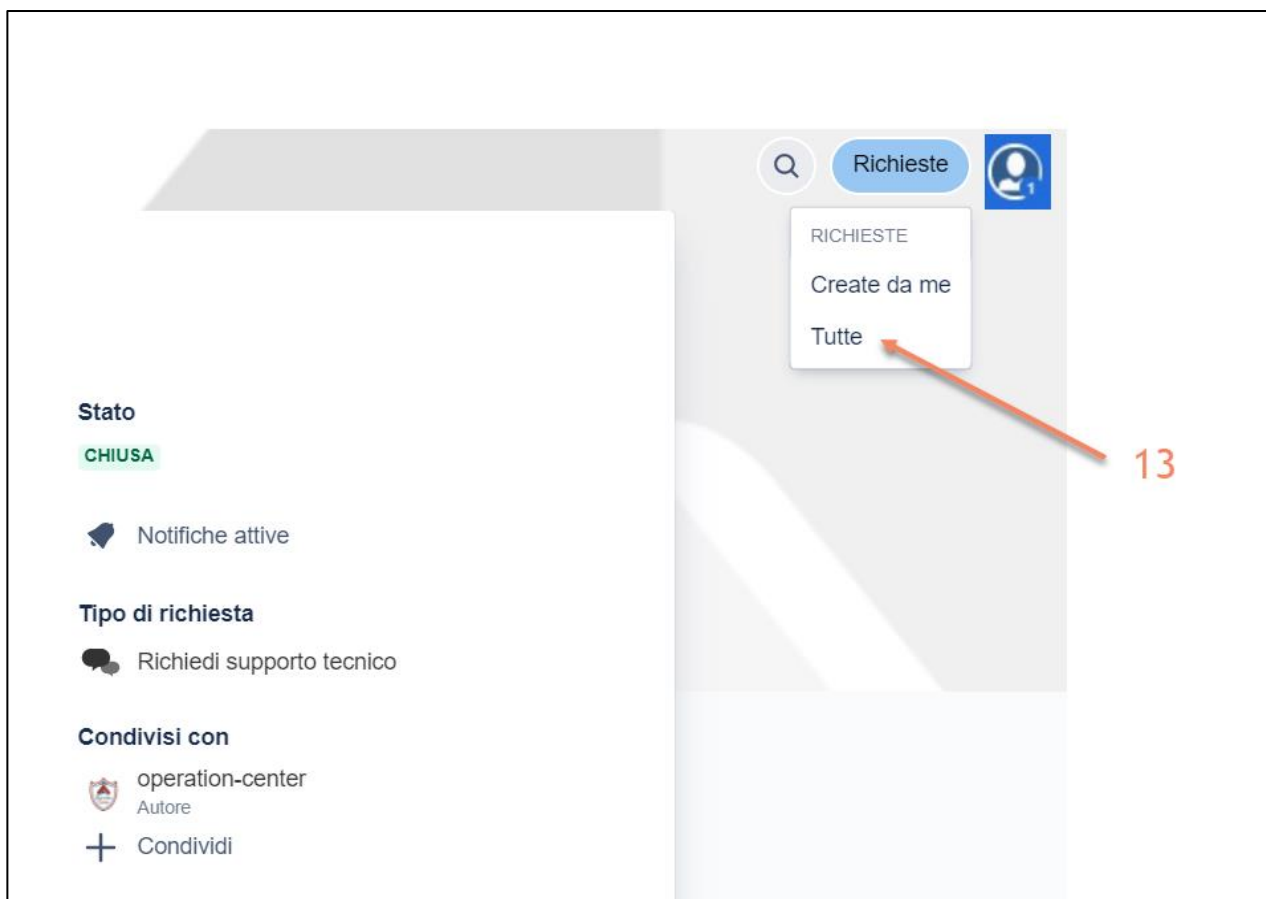 Richieste
1
RICHIESTE
Create da me
Tutte
13
Stato
CHIUSA
Notifiche attive
Tipo di richiesta
Richiedi supporto tecnico
Condivisi con
operation-center
Autore
Condividi